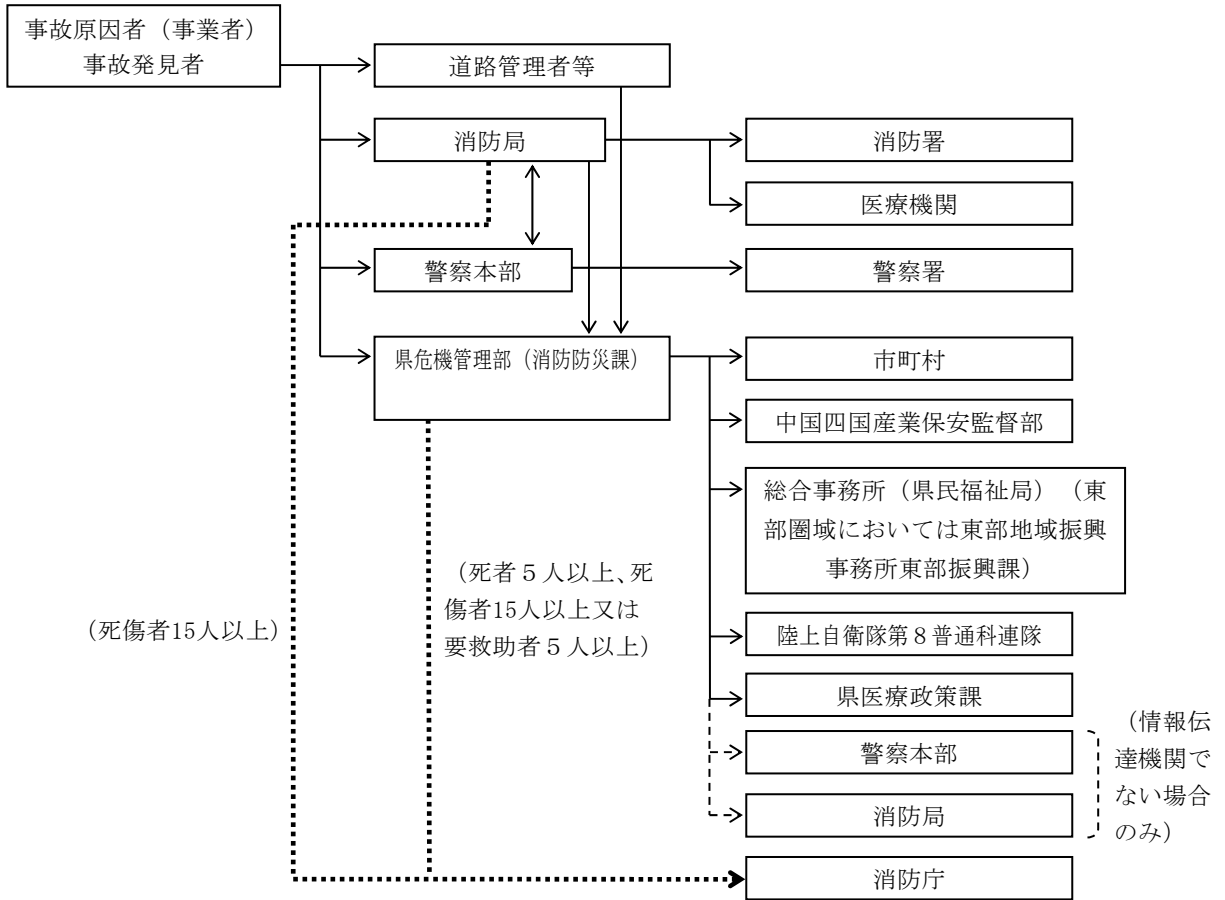 事故原因者（事業者）
事故発見者
道路管理者等
消防局
消防署
医療機関
警察本部
警察署
県危機管理部（消防防災課）
市町村
中国四国産業保安監督部
総合事務所（県民福祉局）（東
部圏域においては東部地域振興
事務所東部振興課）
（死者５人以上、死
傷者15人以上又は
要救助者５人以上）
（死傷者15人以上）
陸上自衛隊第８普通科連隊
県医療政策課
警察本部
消防局
（情報伝
達機関で
ない場合
のみ）
消防庁